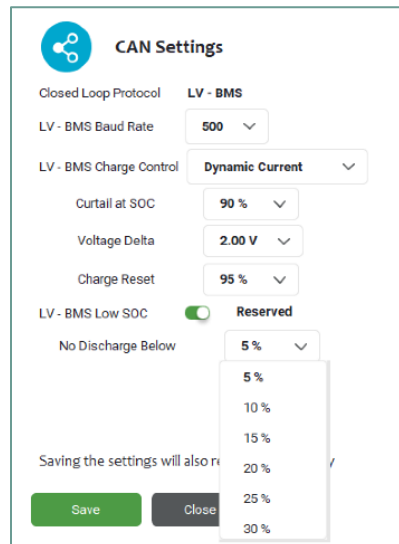 CAN Settings
Closed Loop Protocol LV - BMS
LV - BMS Baud Rate 500
LV - BMS Charge Control Dynamic Current
Curtail at SOC 90 %
Voltage Delta 2.00 V
Charge Reset 95 %
LV - BMS Low SOC Reserved
No Discharge Below 5 %
5 %
10 %
15 %
Saving the settings will also
20 %
25 %
Save Close
30 %